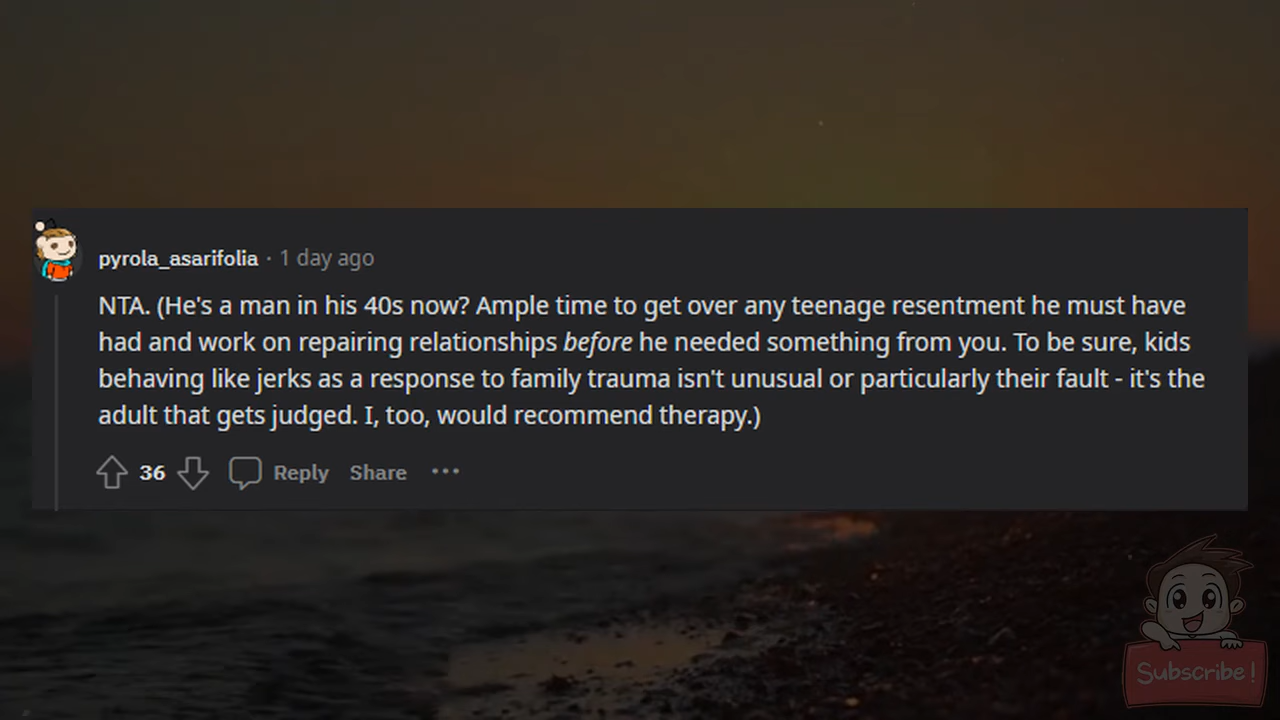 pyrola_asarifolia · 1 day ago
NTA. (He's a man in his 40s now? Ample time to get over any teenage resentment he must have
had and work on repairing relationships before he needed something from you. To be sure, kids
behaving like jerks as a response to family trauma isn't unusual or particularly their fault - it's the
adult that gets judged. I, too, would recommend therapy.)
36 Reply Share ···
Subscribe!